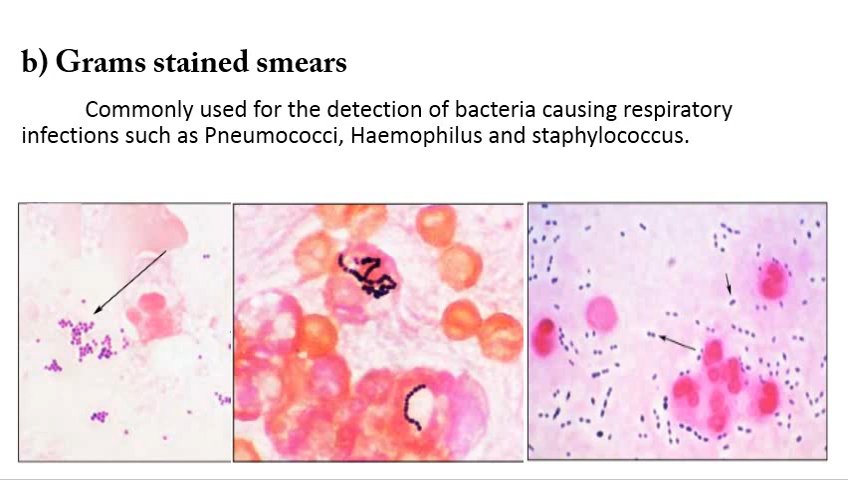 b) Grams stained smears
Commonly used for the detection of bacteria causing respiratory
infections such as Pneumococci, Haemophilus and staphylococcus.